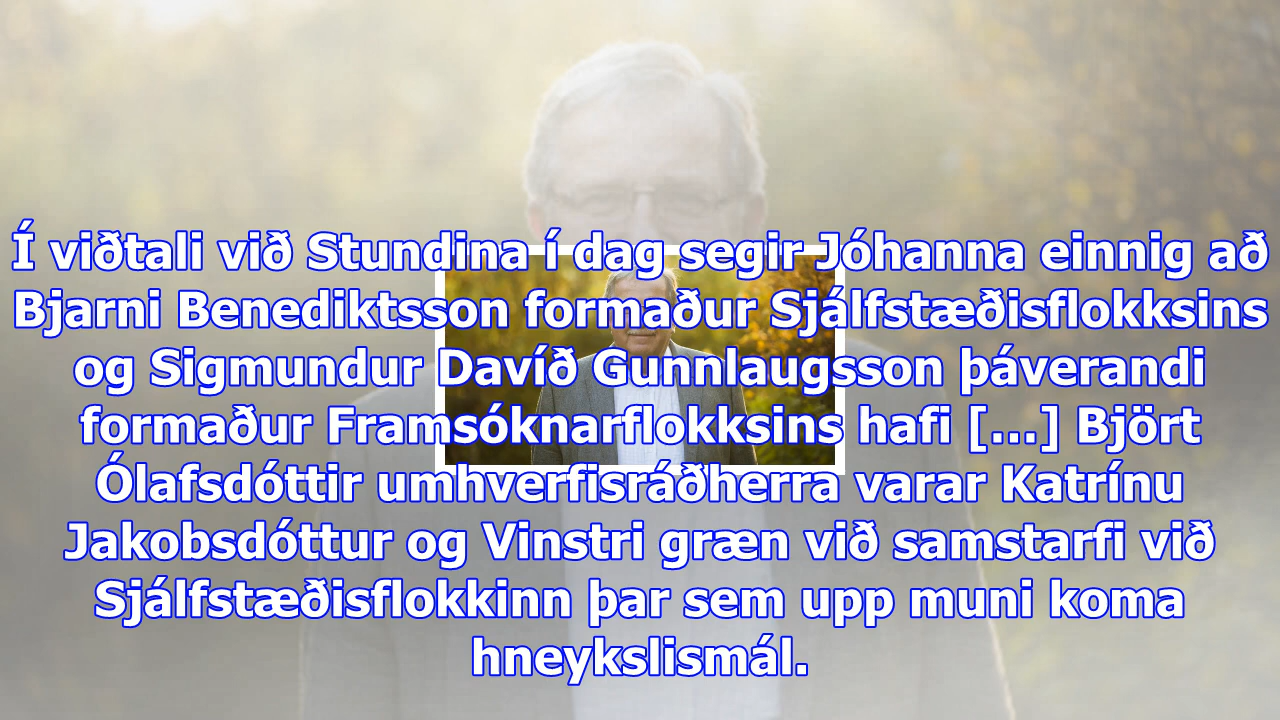 Í viðtali við Stundina í dag segir Jóhanna einnig að
Bjarni Benediktsson formaður Sjálfstæðisflokksins
og Sigmundur Davíð Gunnlaugsson þáverandi
formaður Framsóknarflokksins hafi [...] Björt
Ólafsdóttir umhverfisráðherra varar Katrínu
Jakobsdóttur og Vinstri græn við samstarfi við
Sjálfstæðisflokkinn þar sem upp muni koma
hneykslismál.